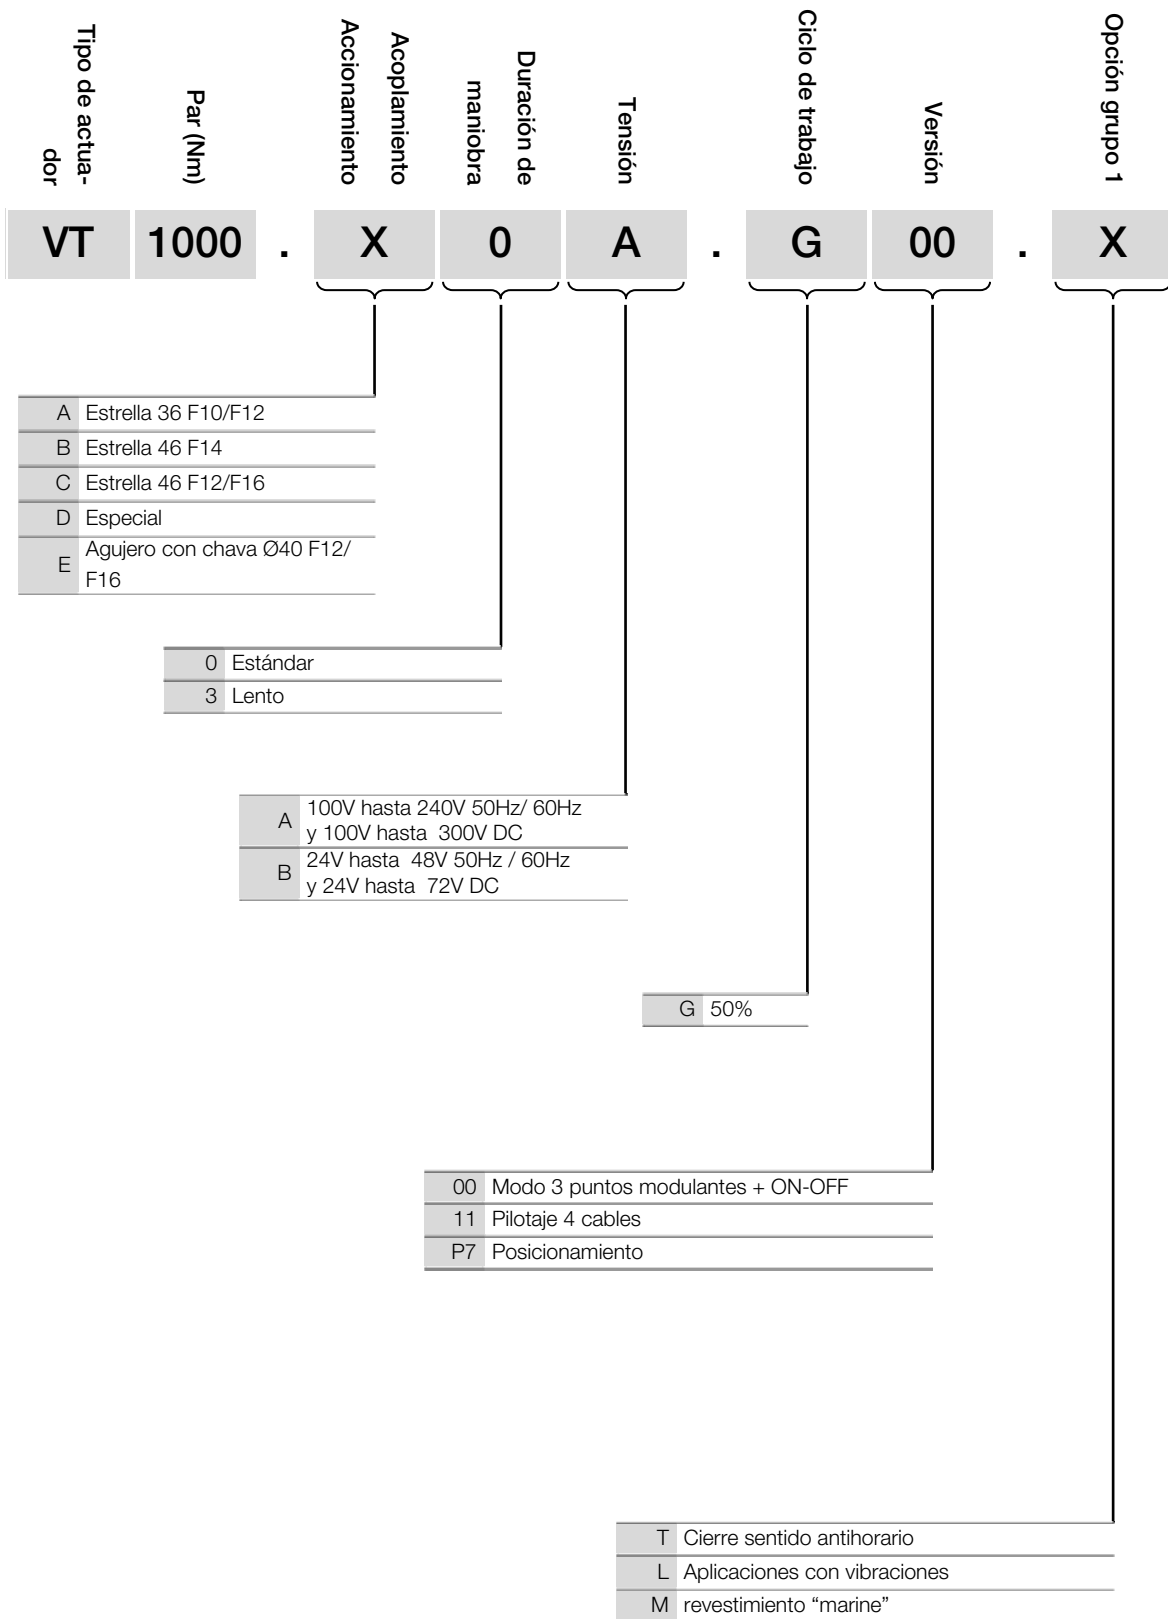 Tipo de actua-
dor
Par (Nm)
Acoplamiento
Accionamiento
Duración de
maniobra
Tensión
Ciclo de trabajo
Versión
Opción grupo 1
VT 1000 . X 0 A . G 00 . X
A Estrella 36 F10/F12
B Estrella 46 F14
C Estrella 46 F12/F16
D Especial
E Agujero con chava Ø40 F12/
F16
0 Estándar
3 Lento
A 100V hasta 240V 50Hz/ 60Hz
y 100V hasta 300V DC
B 24V hasta 48V 50Hz / 60Hz
y 24V hasta 72V DC
G 50%
00 Modo 3 puntos modulantes + ON-OFF
11 Pilotaje 4 cables
P7 Posicionamiento
T Cierre sentido antihorario
L Aplicaciones con vibraciones
M revestimiento “marine”